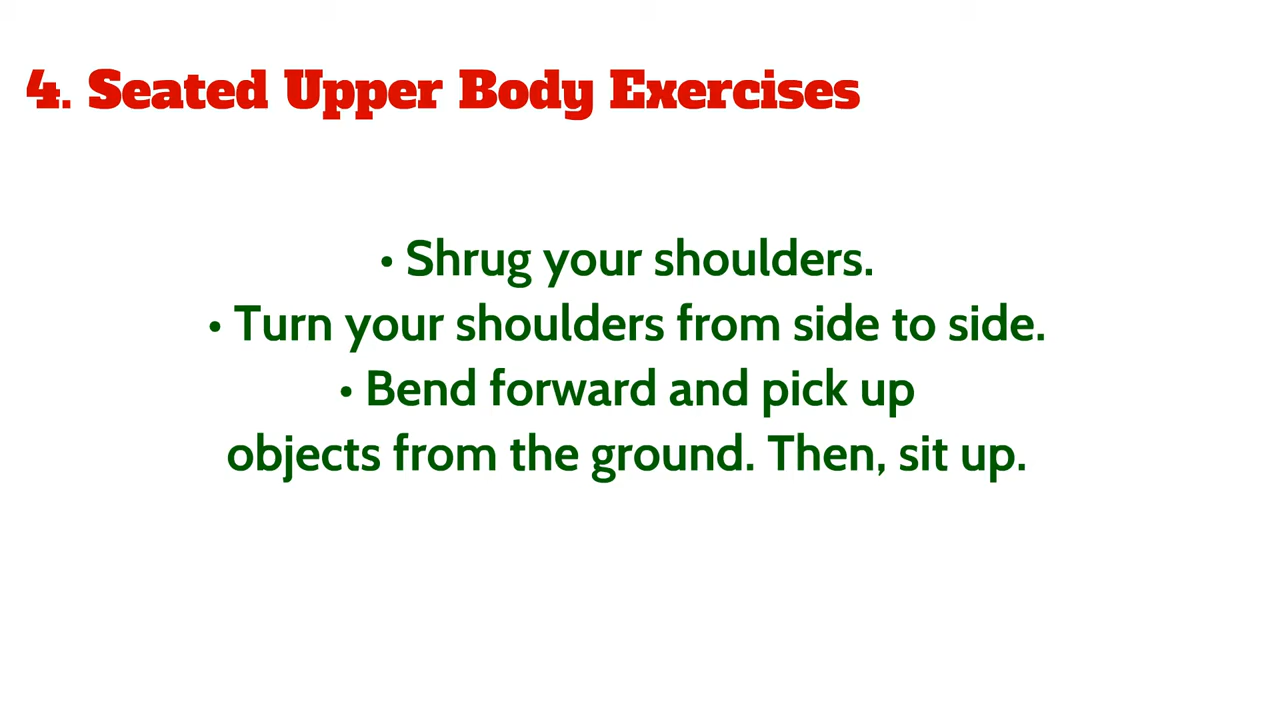 4. Seated Upper Body Exercises
• Shrug your shoulders.
• Turn your shoulders from side to side.
• Bend forward and pick up
objects from the ground. Then, sit up.